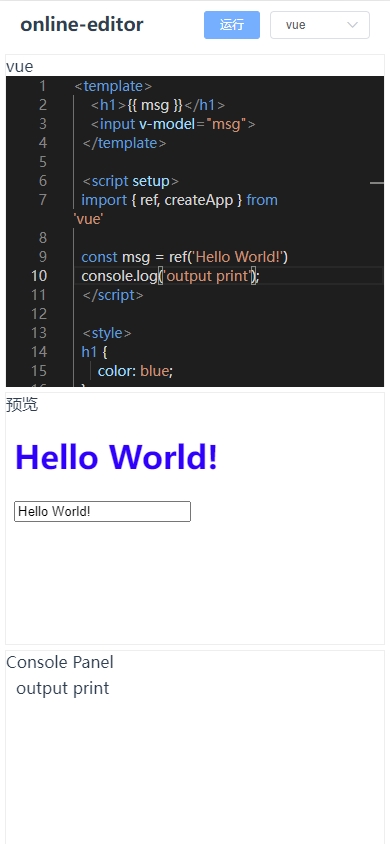 online-editor 运行 vue
vue
1 <template>
2 <h1>{{ msg }}</h1>
3 <input v-model="msg">
4 </template>
5
6 <script setup>
7 import { ref, createApp } from
'vue'
8
9 const msg = ref('Hello World!')
10 console.log('output print');
11 </script>
12
13 <style>
14 h1 {
15 color: blue;
预览
Hello World!
Hello World!
Console Panel
output print